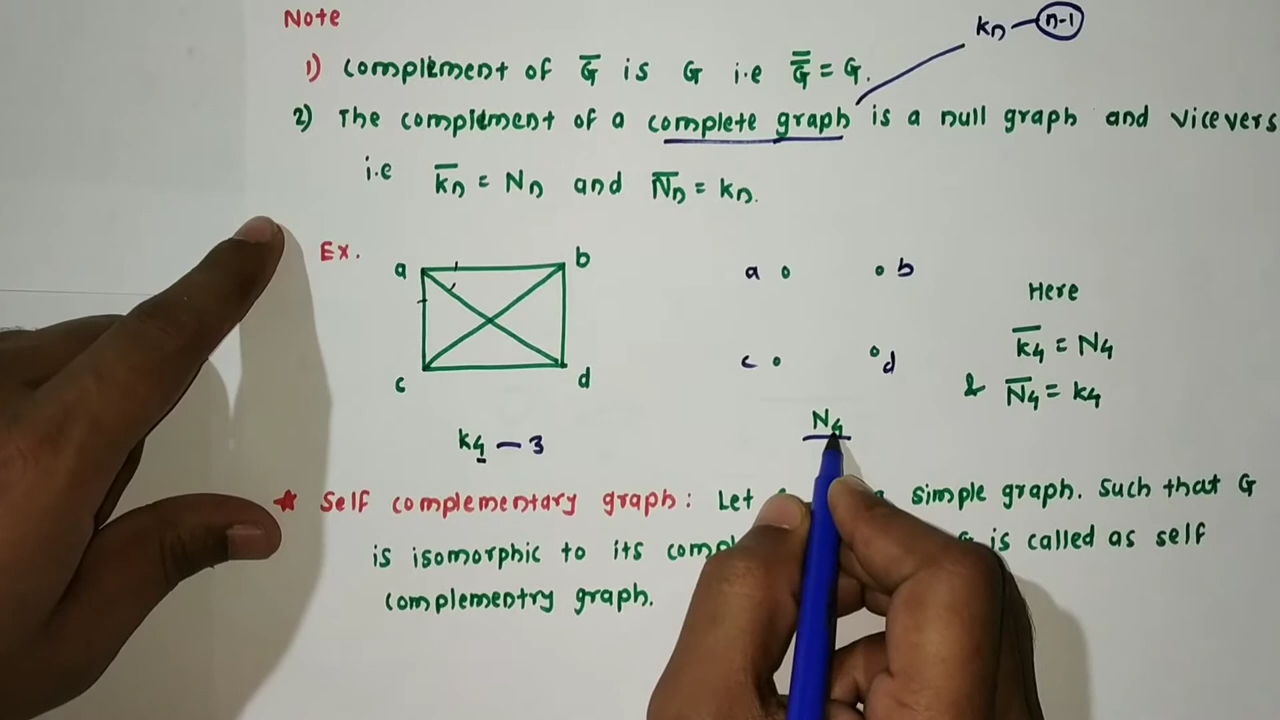 Note
Kn — n-1
1) Complement of G̅ is G i.e G̿ = G.
2) The complement of a complete graph is a null graph and vicevers
i.e K̅n = Nn and N̅n = Kn.
Ex.
a b
c d
K4 — 3
a b
c d
N4
Here
K̅4 = N4
& N̅4 = K4
★ Self complementary graph: Let simple graph. Such that G
is isomorphic to its is called as self
complementry graph.